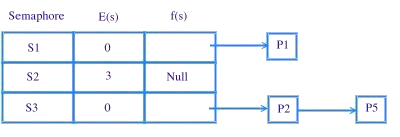 Semaphore E(s) f(s)
S1 0 P1
S2 3 Null
S3 0 P2 P5